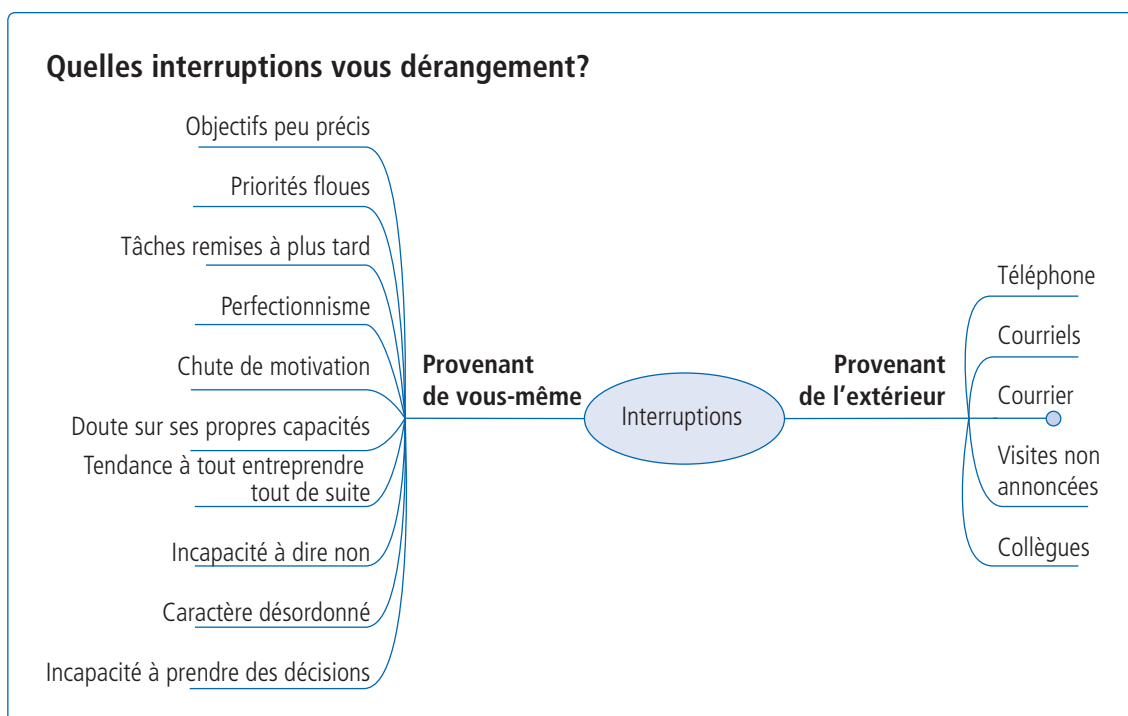 Quelles interruptions vous dérangement?
Objectifs peu précis
Priorités floues
Tâches remises à plus tard
Perfectionnisme
Chute de motivation
Doute sur ses propres capacités
Tendance à tout entreprendre
tout de suite
Incapacité à dire non
Caractère désordonné
Incapacité à prendre des décisions
Provenant
de vous-même
Interruptions
Provenant
de l’extérieur
Téléphone
Courriels
Courrier
Visites non
annoncées
Collègues